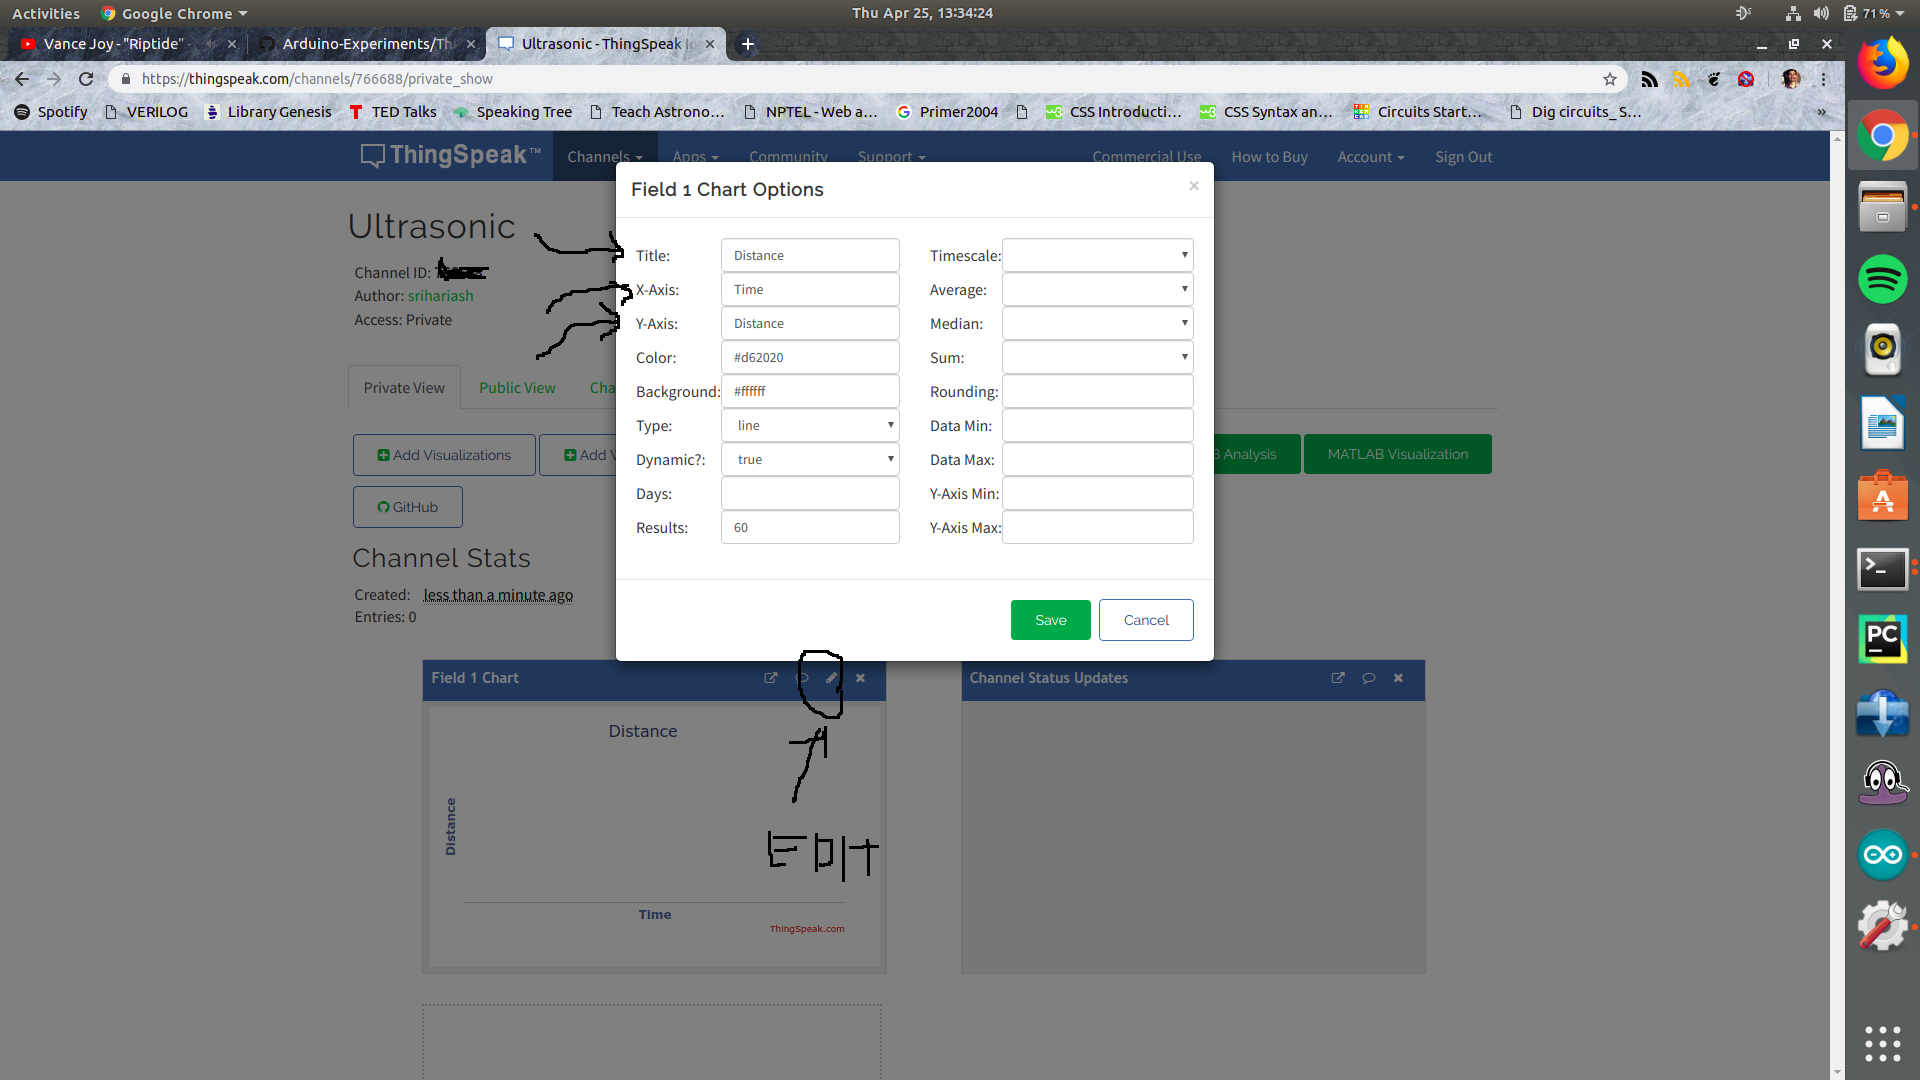 Activities Google Chrome Thu Apr 25, 13:34:24 71%
Vance Joy - "Riptide" - Arduino-Experiments/Th Ultrasonic - ThingSpeak Io
https://thingspeak.com/channels/766688/private_show
Spotify VERILOG Library Genesis TED Talks Speaking Tree Teach Astrono... NPTEL - Web a... Primer2004 CSS Introducti... CSS Syntax an... Circuits Start... Dig circuits_ S... »
ThingSpeak™ Channels Apps Community Support Commercial Use How to Buy Account Sign Out
Field 1 Chart Options ×
Ultrasonic
Channel ID:
Author: srihariash
Access: Private
Title: Distance Timescale:
X-Axis: Time Average:
Y-Axis: Distance Median:
Color: #d62020 Sum:
Background: #ffffff Rounding:
Type: line Data Min:
Dynamic?: true Data Max:
Days: Y-Axis Min:
Results: 60 Y-Axis Max:
Save Cancel
Private View Public View Cha
Add Visualizations Add B Analysis MATLAB Visualization
GitHub
Channel Stats
Created: less than a minute ago
Entries: 0
Field 1 Chart Channel Status Updates
Distance
Distance
EDIT
Time
ThingSpeak.com
PC